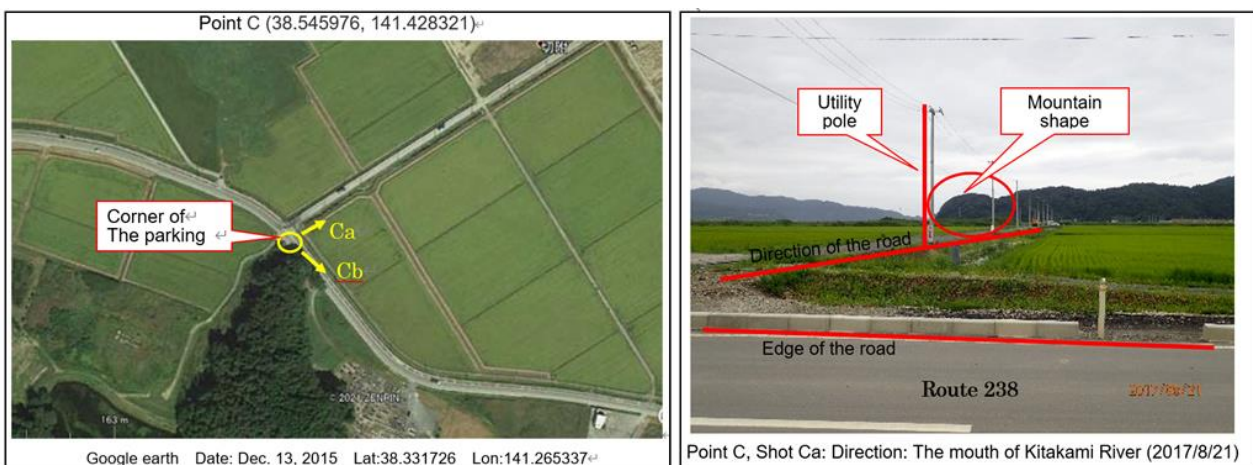 Point C (38.545976, 141.428321)↵
Corner of↵
The parking ↵
Ca
Cb
© 2024 ZENRIN
163 m
Google earth Date: Dec. 13, 2015 Lat:38.331726 Lon:141.265337↵
Utility
pole
Mountain
shape
Direction of the road
Edge of the road
Route 238
2017/08/21
Point C, Shot Ca: Direction: The mouth of Kitakami River (2017/8/21)